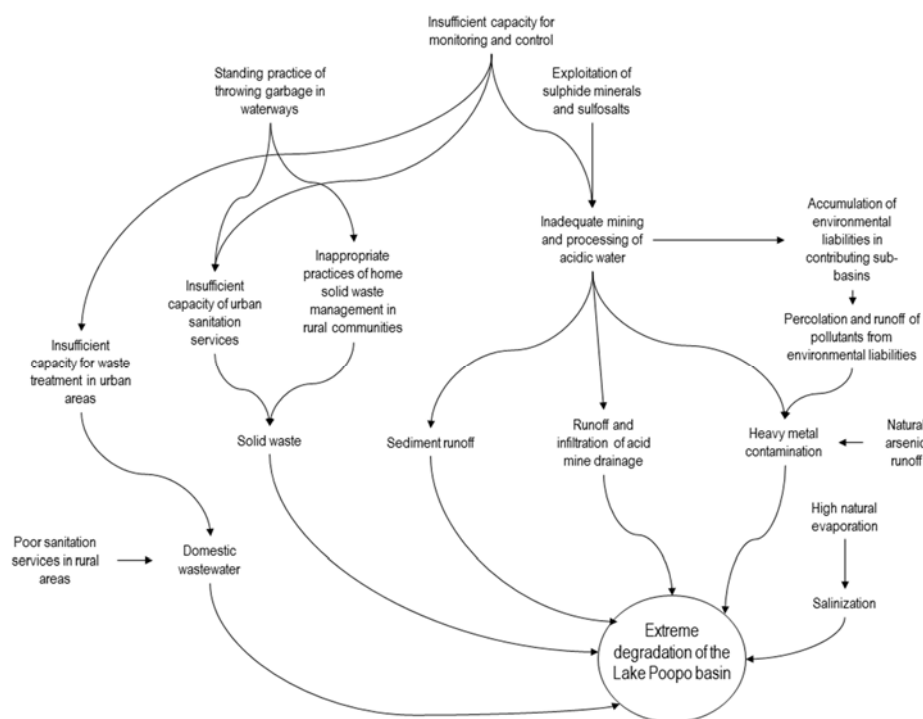 Insufficient capacity for
monitoring and control
Standing practice of
throwing garbage in
waterways
Exploitation of
sulphide minerals
and sulfosalts
Accumulation of
environmental
liabilities in
contributing sub-
basins
Inadequate mining
and processing of
acidic water
Inappropriate
practices of home
solid waste
management in
rural communities
Insufficient
capacity of urban
sanitation
services
Percolation and runoff of
pollutants from
environmental liabilities
Insufficient
capacity for waste
treatment in urban
areas
Solid waste
Sediment runoff
Runoff and
infiltration of acid
mine drainage
Heavy metal
contamination
Natural
arsenic
runoff
High natural
evaporation
Poor sanitation
services in rural
areas
Domestic
wastewater
Salinization
Extreme
degradation of the
Lake Poopo basin